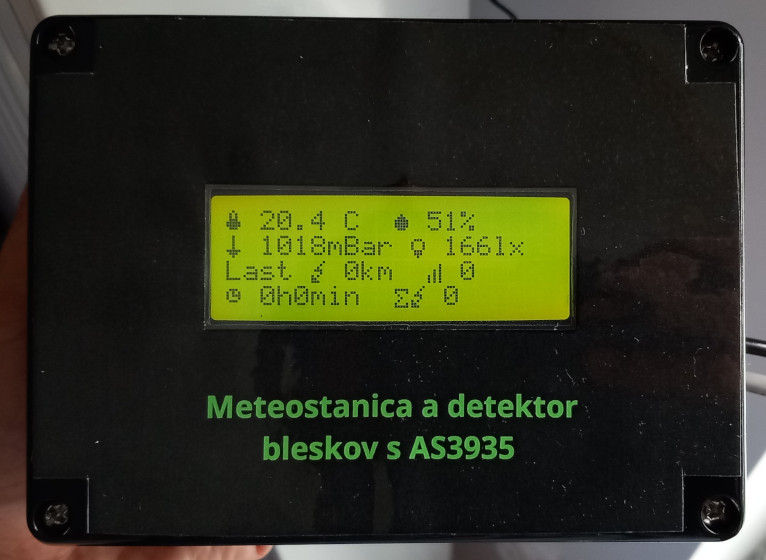 20.4 C 51%
1018mBar 166lx
Last 0km 0
0h0min Σ 0
Meteostanica a detektor
bleskov s AS3935